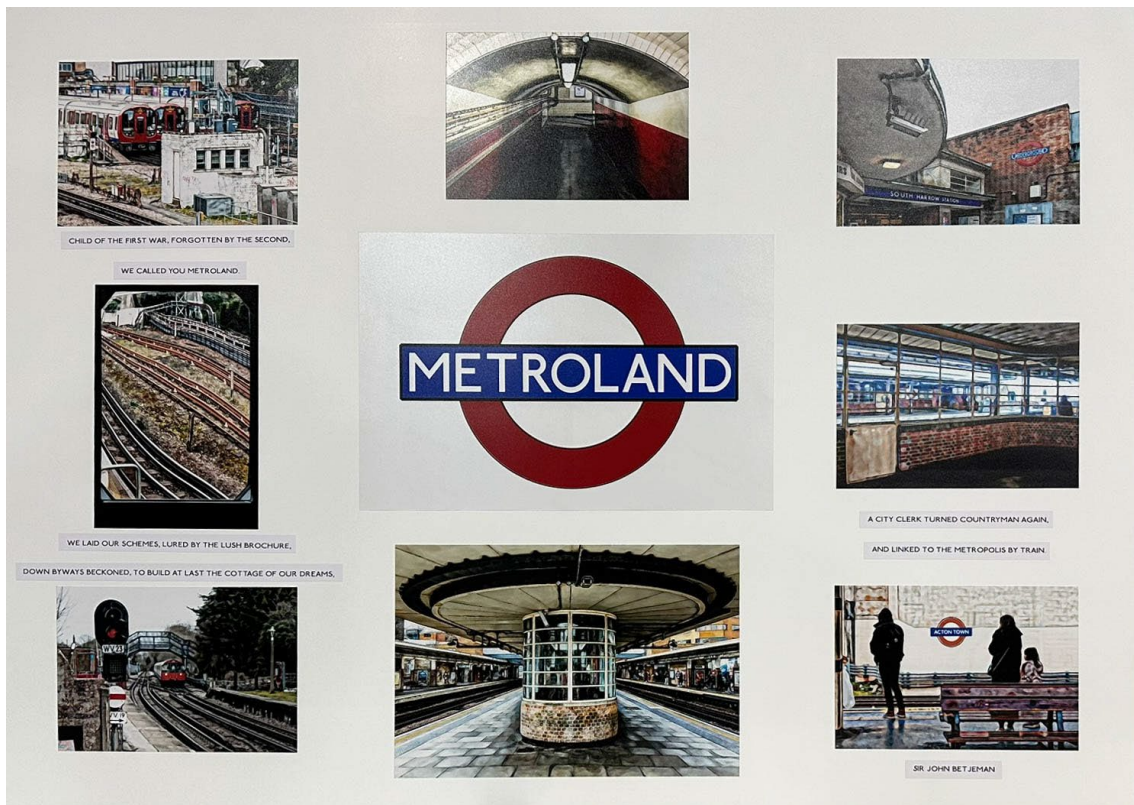 CHILD OF THE FIRST WAR, FORGOTTEN BY THE SECOND,
WE CALLED YOU METROLAND.
WE LAID OUR SCHEMES, LURED BY THE LUSH BROCHURE,
DOWN BYWAYS BECKONED, TO BUILD AT LAST THE COTTAGE OF OUR DREAMS,
WV23
METROLAND
SOUTH HARROW STATION
UNDERGROUND
A CITY CLERK TURNED COUNTRYMAN AGAIN,
AND LINKED TO THE METROPOLIS BY TRAIN.
ACTON TOWN
SIR JOHN BETJEMAN